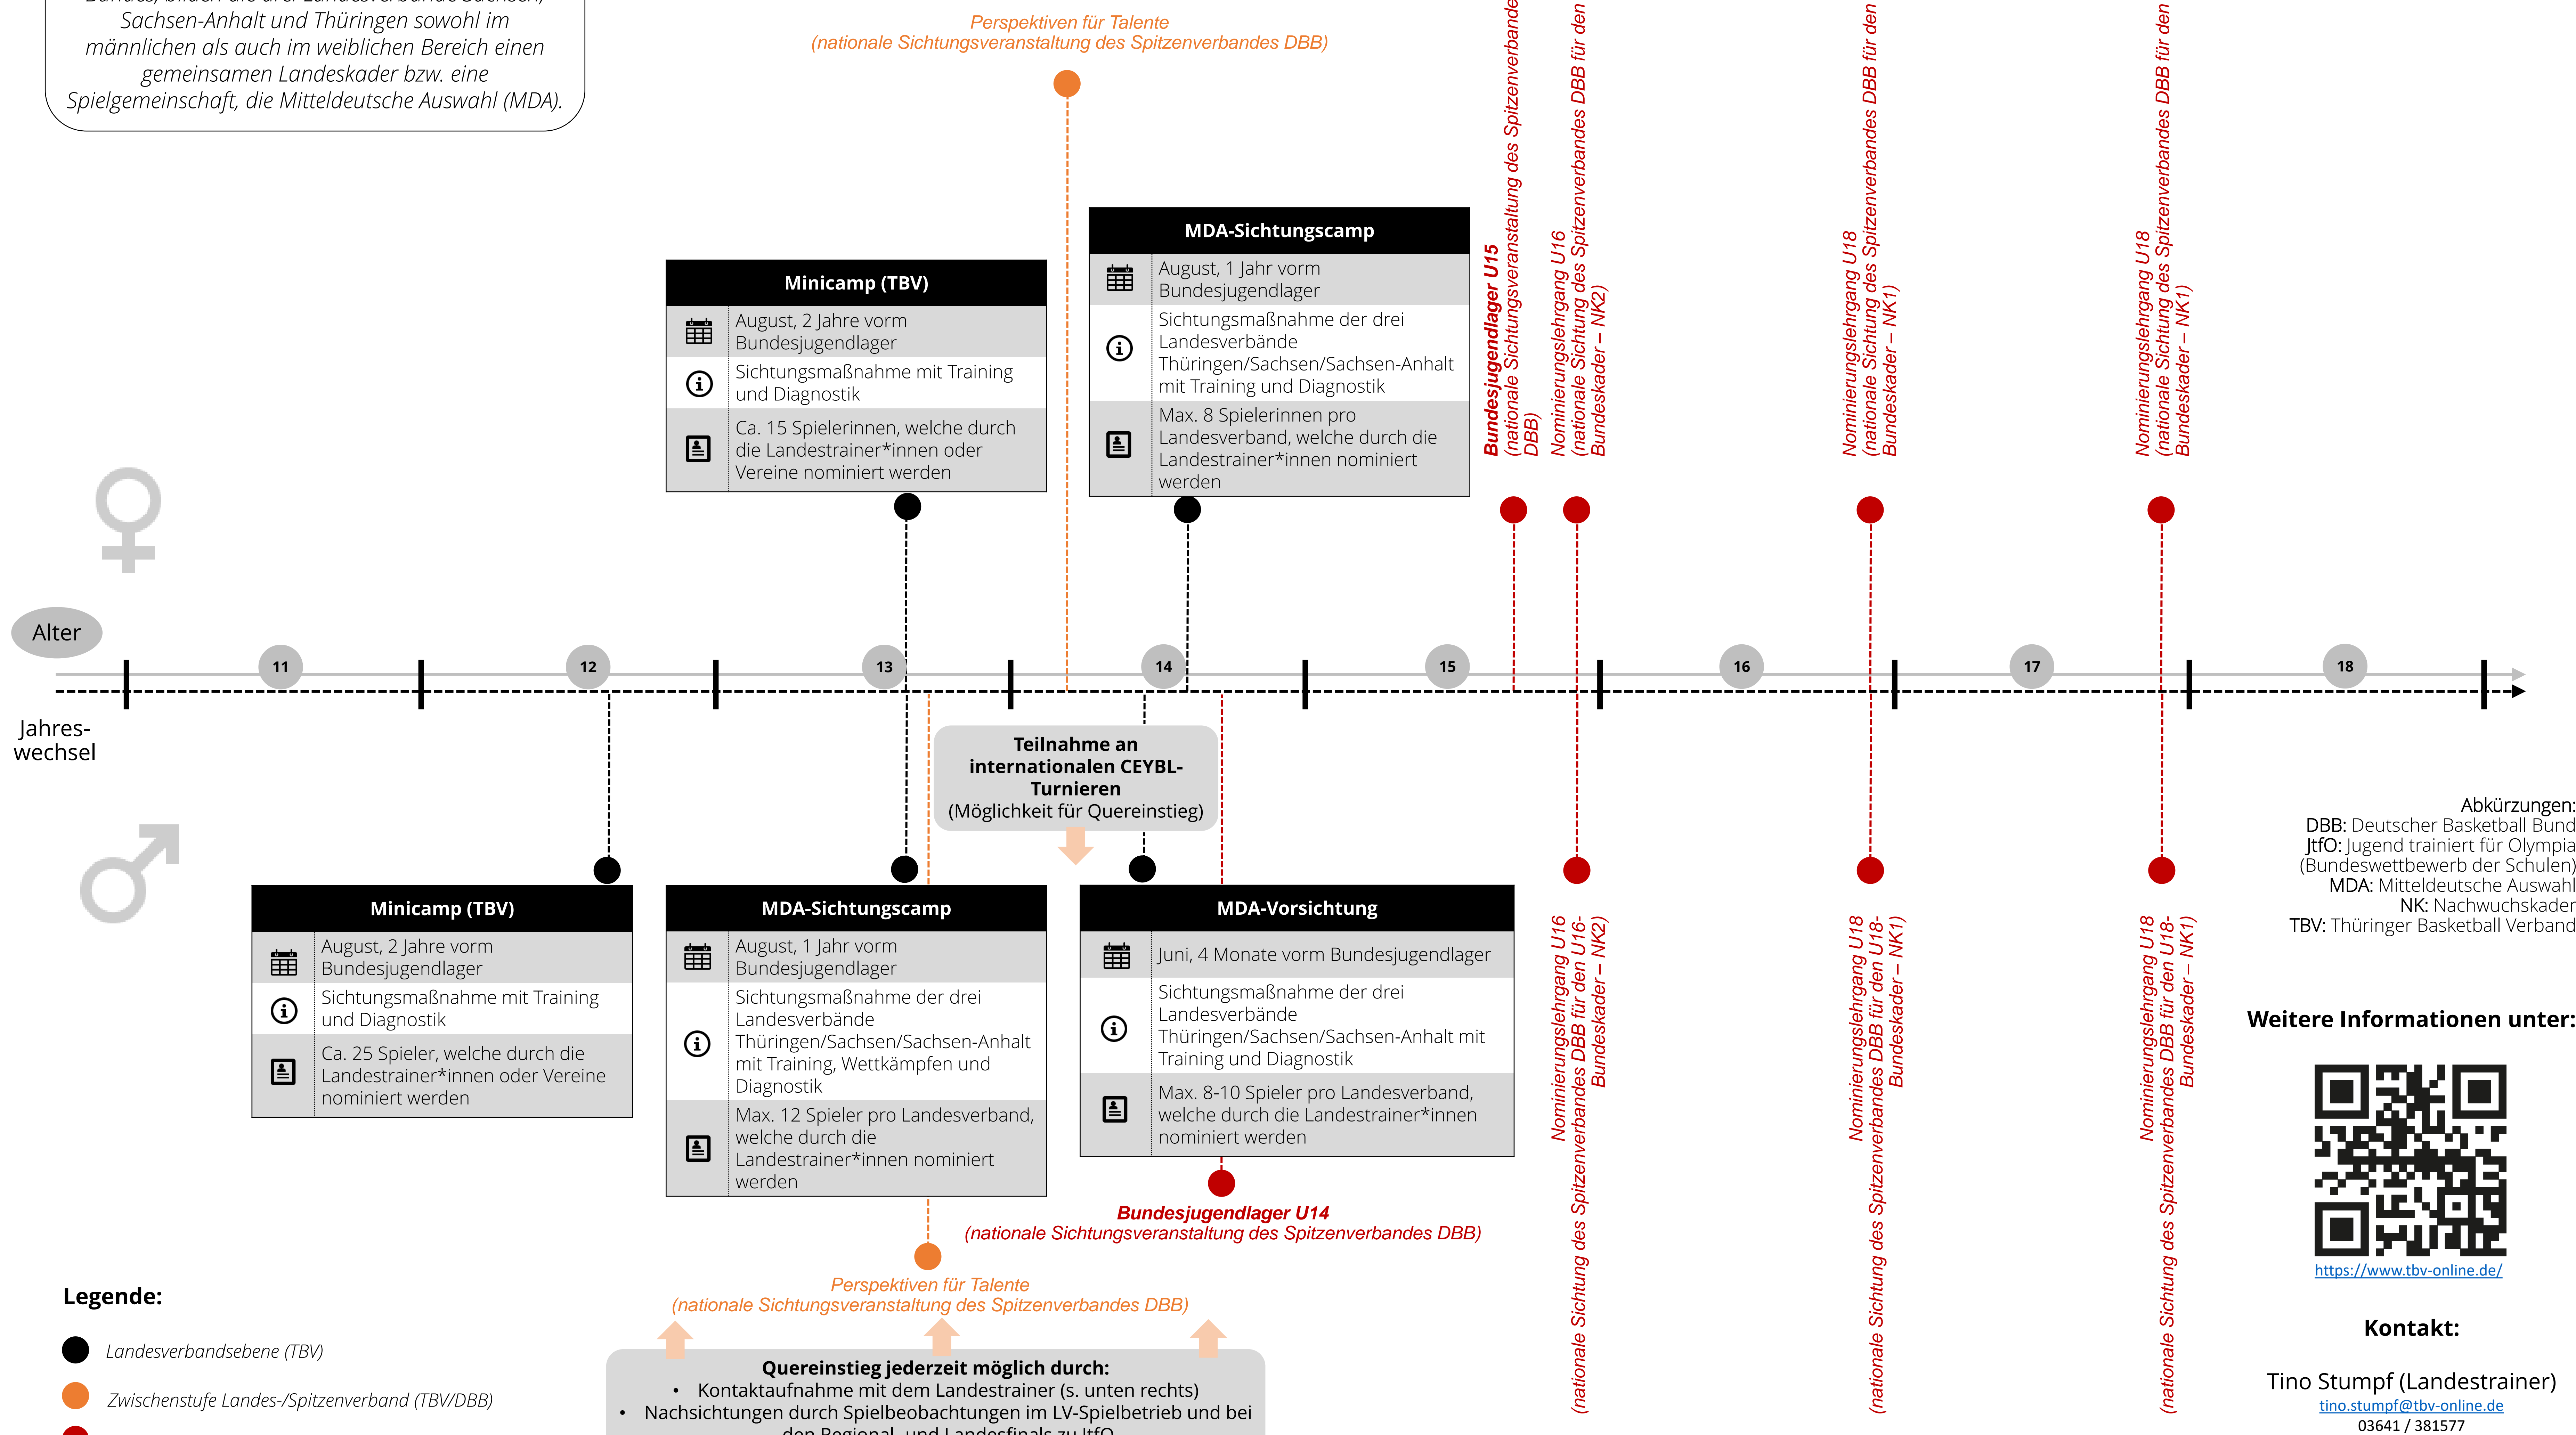 Bundes, bilden die drei Landesverbände Sachsen,
Sachsen-Anhalt und Thüringen sowohl im
männlichen als auch im weiblichen Bereich einen
gemeinsamen Landeskader bzw. eine
Spielgemeinschaft, die Mitteldeutsche Auswahl (MDA).
Perspektiven für Talente
(nationale Sichtungsveranstaltung des Spitzenverbandes DBB)
Minicamp (TBV)
August, 2 Jahre vorm
Bundesjugendlager
Sichtungsmaßnahme mit Training
und Diagnostik
Ca. 15 Spielerinnen, welche durch
die Landestrainer*innen oder
Vereine nominiert werden
MDA-Sichtungscamp
August, 1 Jahr vorm
Bundesjugendlager
Sichtungsmaßnahme der drei
Landesverbände
Thüringen/Sachsen/Sachsen-Anhalt
mit Training und Diagnostik
Max. 8 Spielerinnen pro
Landesverband, welche durch die
Landestrainer*innen nominiert
werden
Bundesjugendlager U15
(nationale Sichtungsveranstaltung des Spitzenverbande
DBB)
Nominierungslehrgang U16
(nationale Sichtung des Spitzenverbandes DBB für den
Bundeskader – NK2)
Nominierungslehrgang U18
(nationale Sichtung des Spitzenverbandes DBB für den
Bundeskader – NK1)
Nominierungslehrgang U18
(nationale Sichtung des Spitzenverbandes DBB für den
Bundeskader – NK1)
Alter
11
12
13
14
15
16
17
18
Jahres-
wechsel
Teilnahme an
internationalen CEYBL-
Turnieren
(Möglichkeit für Quereinstieg)
Minicamp (TBV)
August, 2 Jahre vorm
Bundesjugendlager
Sichtungsmaßnahme mit Training
und Diagnostik
Ca. 25 Spieler, welche durch die
Landestrainer*innen oder Vereine
nominiert werden
MDA-Sichtungscamp
August, 1 Jahr vorm
Bundesjugendlager
Sichtungsmaßnahme der drei
Landesverbände
Thüringen/Sachsen/Sachsen-Anhalt
mit Training, Wettkämpfen und
Diagnostik
Max. 12 Spieler pro Landesverband,
welche durch die
Landestrainer*innen nominiert
werden
MDA-Vorsichtung
Juni, 4 Monate vorm Bundesjugendlager
Sichtungsmaßnahme der drei
Landesverbände
Thüringen/Sachsen/Sachsen-Anhalt mit
Training und Diagnostik
Max. 8-10 Spieler pro Landesverband,
welche durch die Landestrainer*innen
nominiert werden
Bundesjugendlager U14
(nationale Sichtungsveranstaltung des Spitzenverbandes DBB)
Perspektiven für Talente
(nationale Sichtungsveranstaltung des Spitzenverbandes DBB)
Nominierungslehrgang U16
(nationale Sichtung des Spitzenverbandes DBB für den U16-
Bundeskader – NK2)
Nominierungslehrgang U18
(nationale Sichtung des Spitzenverbandes DBB für den U18-
Bundeskader – NK1)
Nominierungslehrgang U18
(nationale Sichtung des Spitzenverbandes DBB für den U18-
Bundeskader – NK1)
Abkürzungen:
DBB: Deutscher Basketball Bund
JtfO: Jugend trainiert für Olympia
(Bundeswettbewerb der Schulen)
MDA: Mitteldeutsche Auswahl
NK: Nachwuchskader
TBV: Thüringer Basketball Verband
Weitere Informationen unter:
https://www.tbv-online.de/
Kontakt:
Tino Stumpf (Landestrainer)
tino.stumpf@tbv-online.de
03641 / 381577
Legende:
Landesverbandsebene (TBV)
Zwischenstufe Landes-/Spitzenverband (TBV/DBB)
Quereinstieg jederzeit möglich durch:
• Kontaktaufnahme mit dem Landestrainer (s. unten rechts)
• Nachsichtungen durch Spielbeobachtungen im LV-Spielbetrieb und bei
den Regional- und Landesfinals zu JtfO